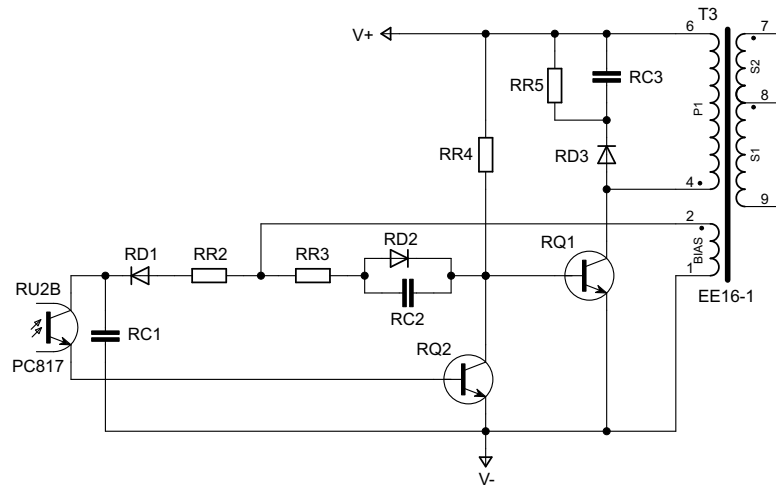 T3
V+
6
7
RR5
RC3
S2
P1
8
RR4
RD3
S1
4
9
2
RD1
RR2
RR3
RD2
RQ1
BIAS
1
RU2B
RC1
RC2
EE16-1
PC817
RQ2
V-